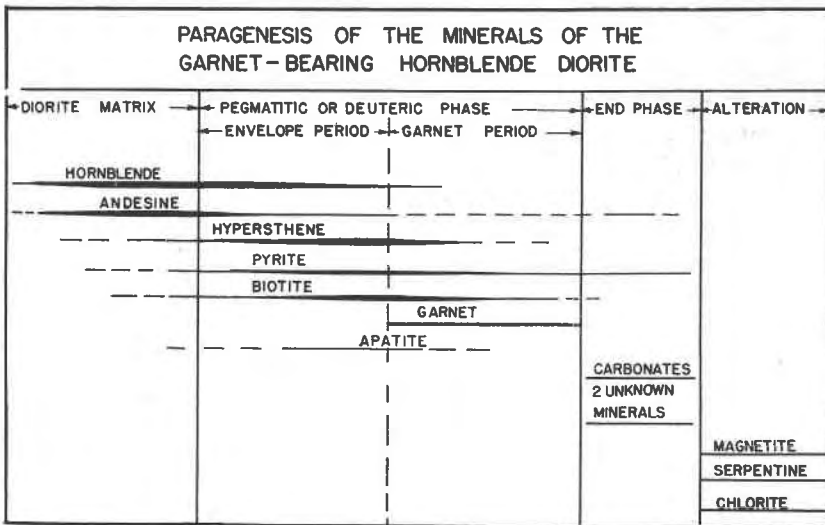 PARAGENESIS OF THE MINERALS OF THE
GARNET-BEARING HORNBLENDE DIORITE
DIORITE MATRIX
PEGMATITIC OR DEUTERIC PHASE
END PHASE
ALTERATION
ENVELOPE PERIOD
GARNET PERIOD
HORNBLENDE
ANDESINE
HYPERSTHENE
PYRITE
BIOTITE
GARNET
APATITE
CARBONATES
2 UNKNOWN
MINERALS
MAGNETITE
SERPENTINE
CHLORITE